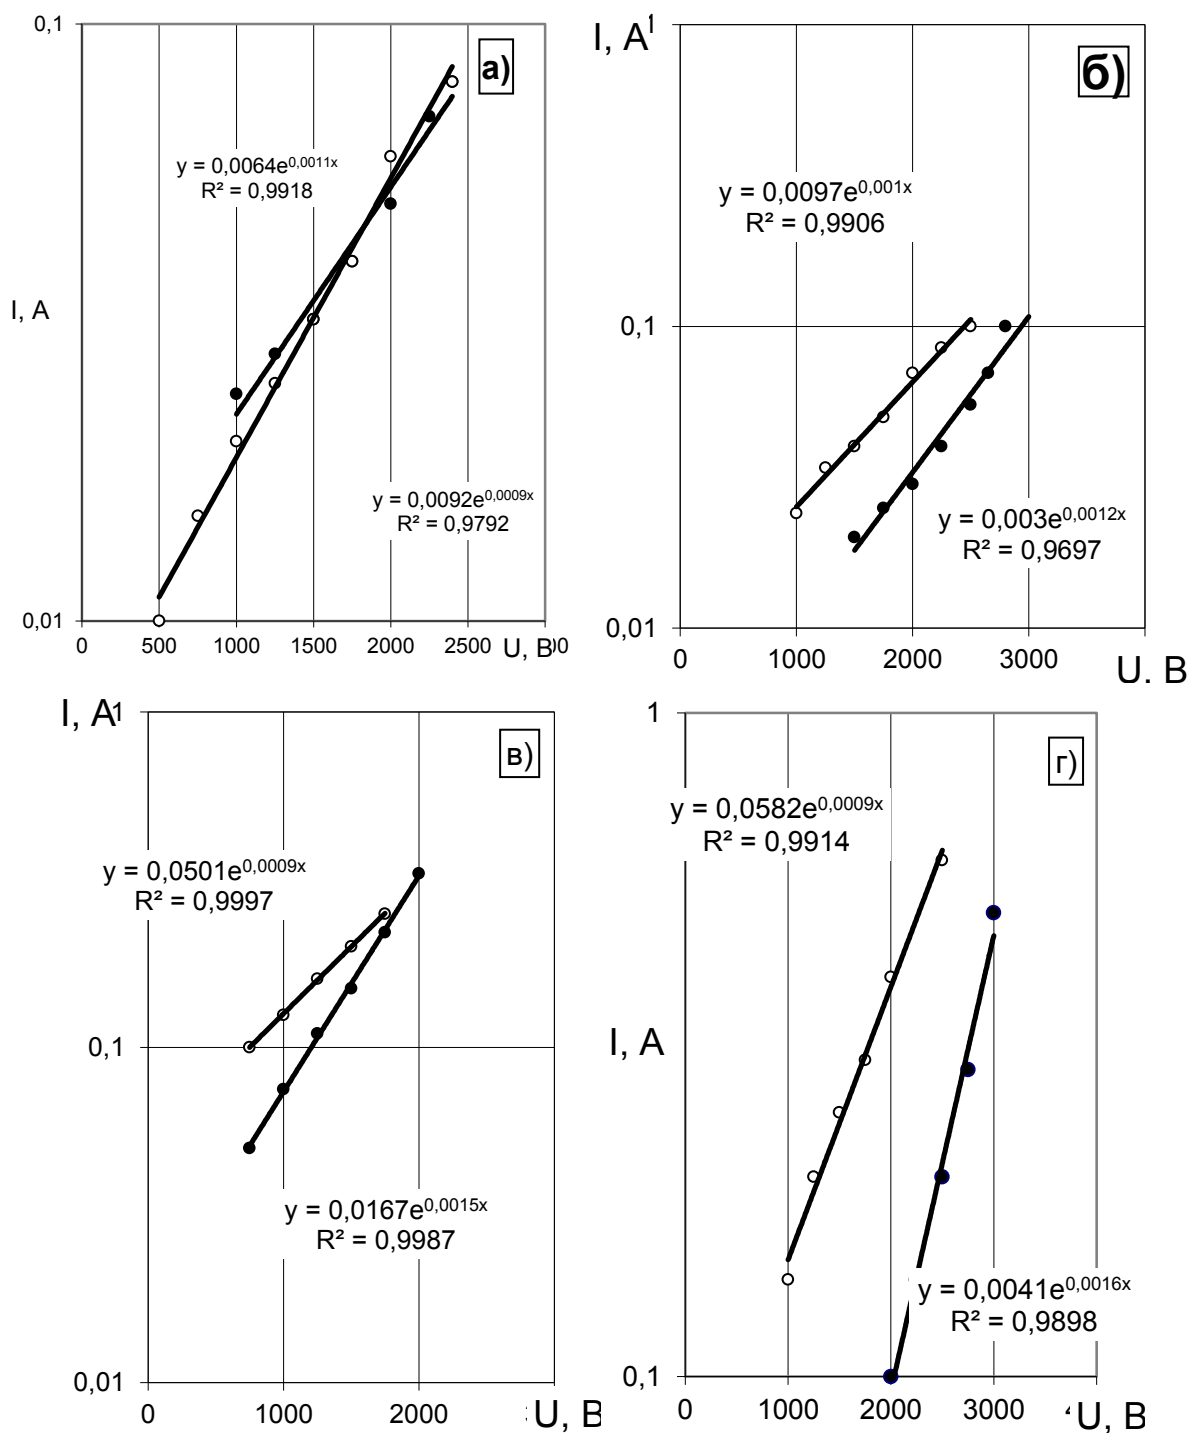 0,1
а)
y = 0,0064e^0,0011x
R² = 0,9918
I, А
y = 0,0092e^0,0009x
R² = 0,9792
0,01
0 500 1000 1500 2000 2500 U, В
I, А 1
б)
y = 0,0097e^0,001x
R² = 0,9906
0,1
y = 0,003e^0,0012x
R² = 0,9697
0,01
0 1000 2000 3000
U. В
I, А 1
в)
y = 0,0501e^0,0009x
R² = 0,9997
0,1
y = 0,0167e^0,0015x
R² = 0,9987
0,01
0 1000 2000 U, В
1
г)
y = 0,0582e^0,0009x
R² = 0,9914
I, А
y = 0,0041e^0,0016x
R² = 0,9898
0,1
0 1000 2000 3000 U, В